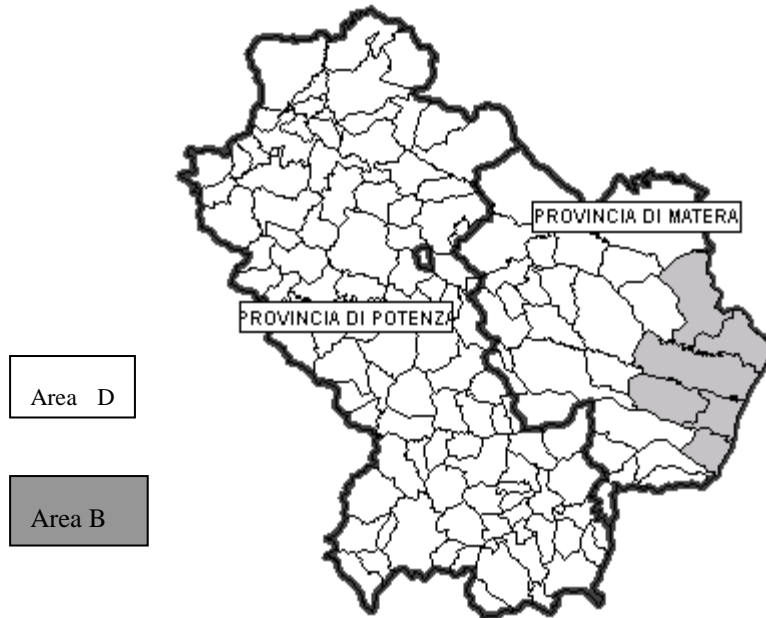 PROVINCIA DI MATERA
PROVINCIA DI POTENZA
Area D
Area B